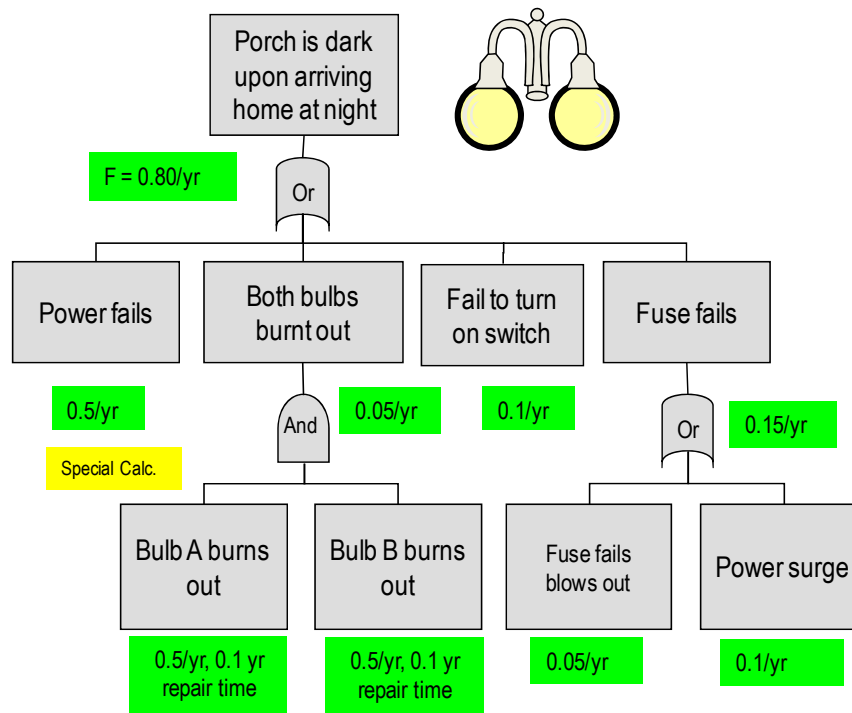 Porch is dark
upon arriving
home at night
F = 0.80/yr
Or
Power fails
Both bulbs
burnt out
Fail to turn
on switch
Fuse fails
0.5/yr
And
0.05/yr
0.1/yr
Or
0.15/yr
Special Calc.
Bulb A burns
out
Bulb B burns
out
Fuse fails
blows out
Power surge
0.5/yr, 0.1 yr
repair time
0.5/yr, 0.1 yr
repair time
0.05/yr
0.1/yr